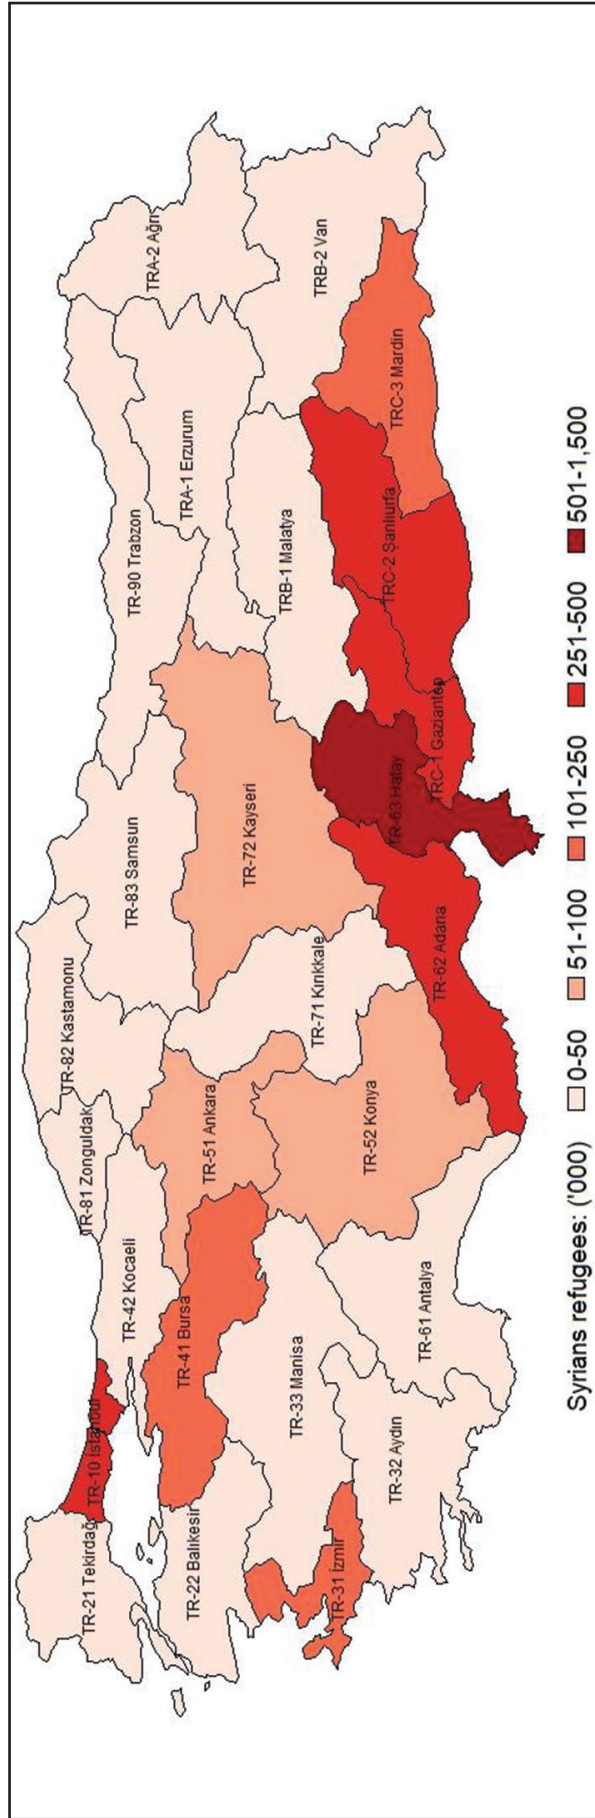 TR-82 Kastamonu
TR-81 Zonguldak
TR-21 Tekirdağ
TR-10 İstanbul
TR-42 Kocaeli
TR-83 Samsun
TR-90 Trabzon
TRA-2 Ağrı
TR-41 Bursa
TRA-1 Erzurum
TR-22 Balıkesir
TR-51 Ankara
TR-72 Kayseri
TRB-1 Malatya
TR-33 Manisa
TR-71 Kırıkkale
TRB-2 Van
TR-31 İzmir
TR-52 Konya
TRC-2 Şanlıurfa
TR-63 Hatay
TR-32 Aydın
TRC-3 Mardin
TR-61 Antalya
TRC-1 Gaziantep
TR-62 Adana
Syrians refugees: ('000) 0-50 51-100 101-250 251-500 501-1,500